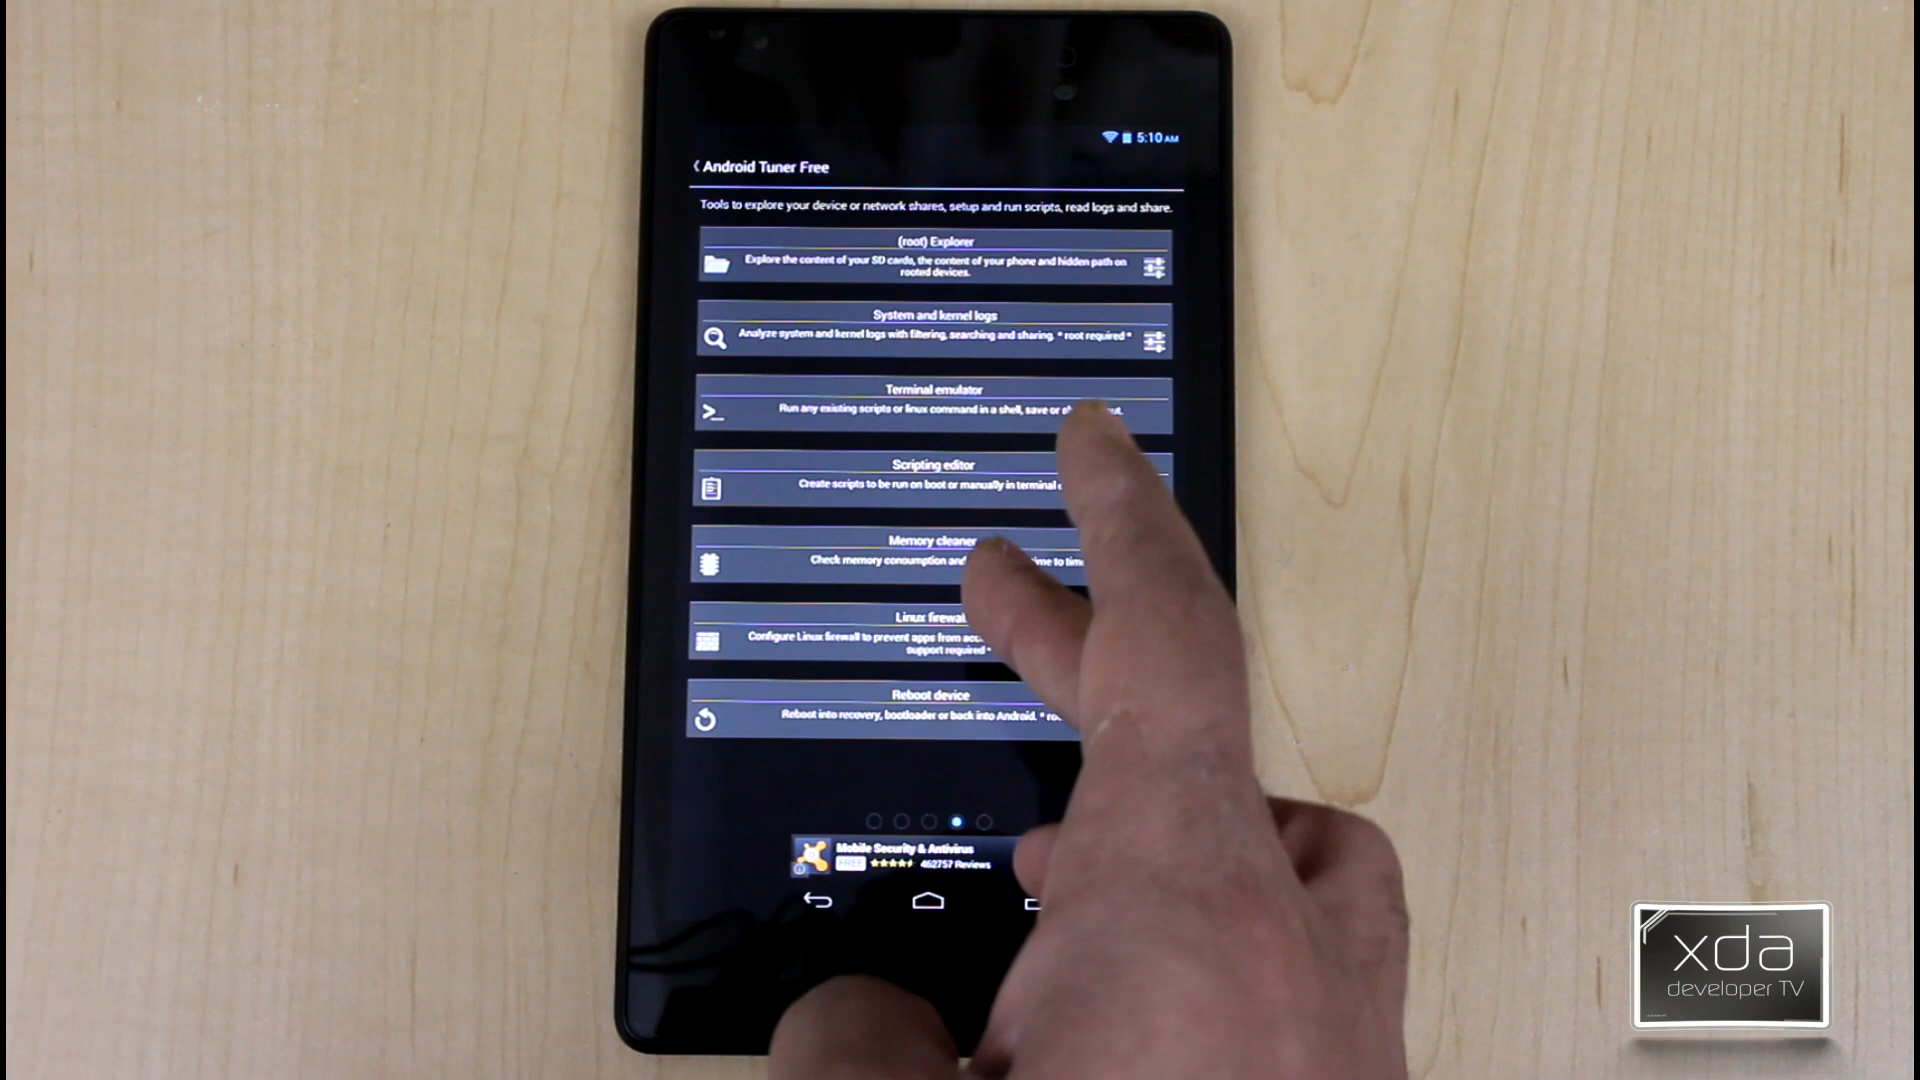 5:10 AM
Android Tuner Free
Tools to explore your device or network shares, setup and run scripts, read logs and share.
(root) Explorer
Explore the content of your SD cards, the content of your phone and hidden path on
rooted devices.
System and kernel logs
Analyze system and kernel logs with filtering, searching and sharing. * root required *
Terminal emulator
Run any existing scripts or linux command in a shell, save or
Scripting editor
Create scripts to be run on boot or manually in terminal
Memory cleaner
Check memory consumption and time to time
Linux firewall
Configure Linux firewall to prevent apps from
support required *
Reboot device
Reboot into recovery, bootloader or back into Android. *
Mobile Security & Antivirus
FREE 462757 Reviews
xda
developer TV